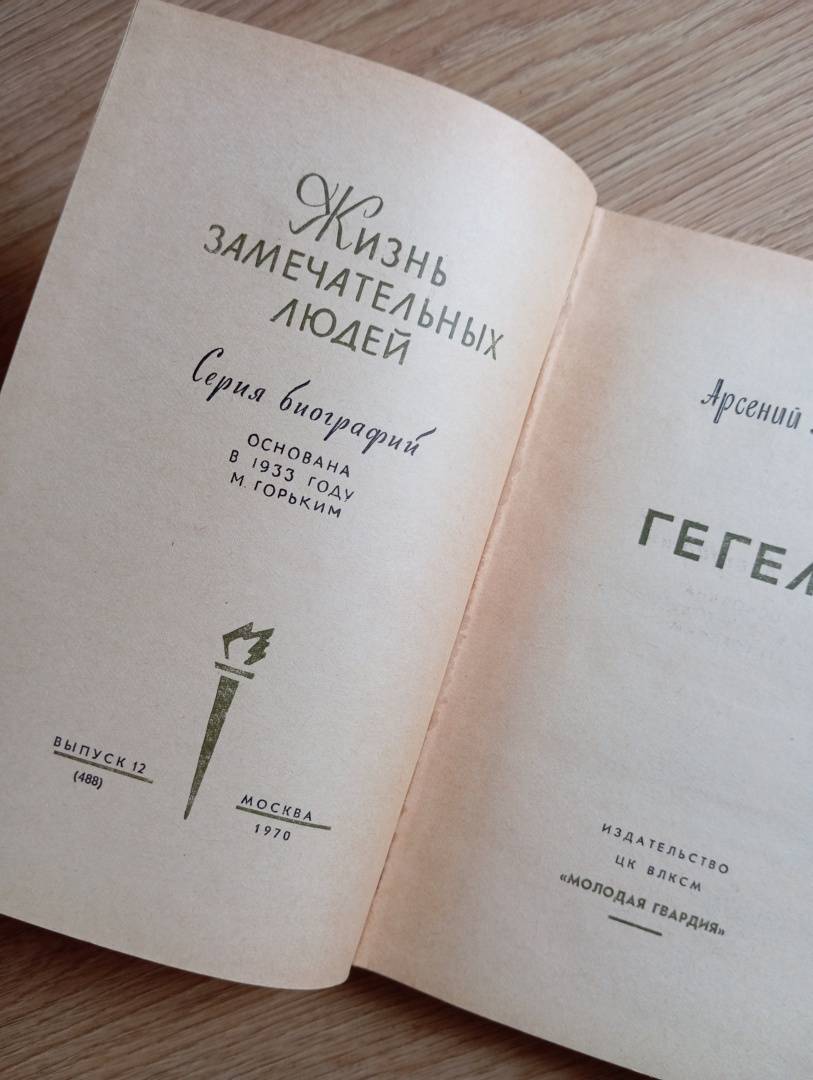 Жизнь
ЗАМЕЧАТЕЛЬНЫХ
ЛЮДЕЙ
Серия биографий
ОСНОВАНА
В 1933 ГОДУ
М. ГОРЬКИМ
ВЫПУСК 12
(488)
МОСКВА
1970
Арсений
ГЕГЕЛ
ИЗДАТЕЛЬСТВО
ЦК ВЛКСМ
«МОЛОДАЯ ГВАРДИЯ»